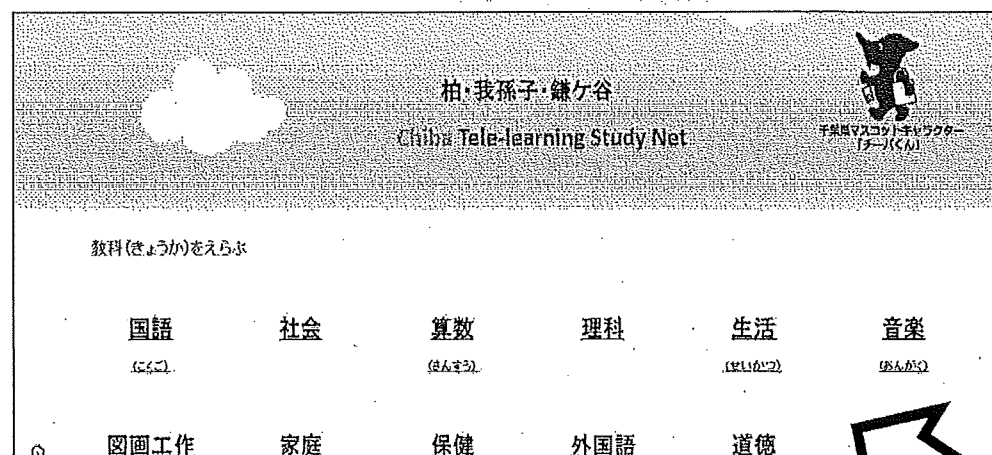 柏・我孫子・鎌ケ谷
Chiba Tele-learning Study Net
千葉県マスコットキャラクター
「チーバくん」
教科(きょうか)をえらぶ
国語 社会 算数 理科 生活 音楽
(こくご) (さんすう) (せいかつ) (おんがく)
図画工作 家庭 保健 外国語 道徳